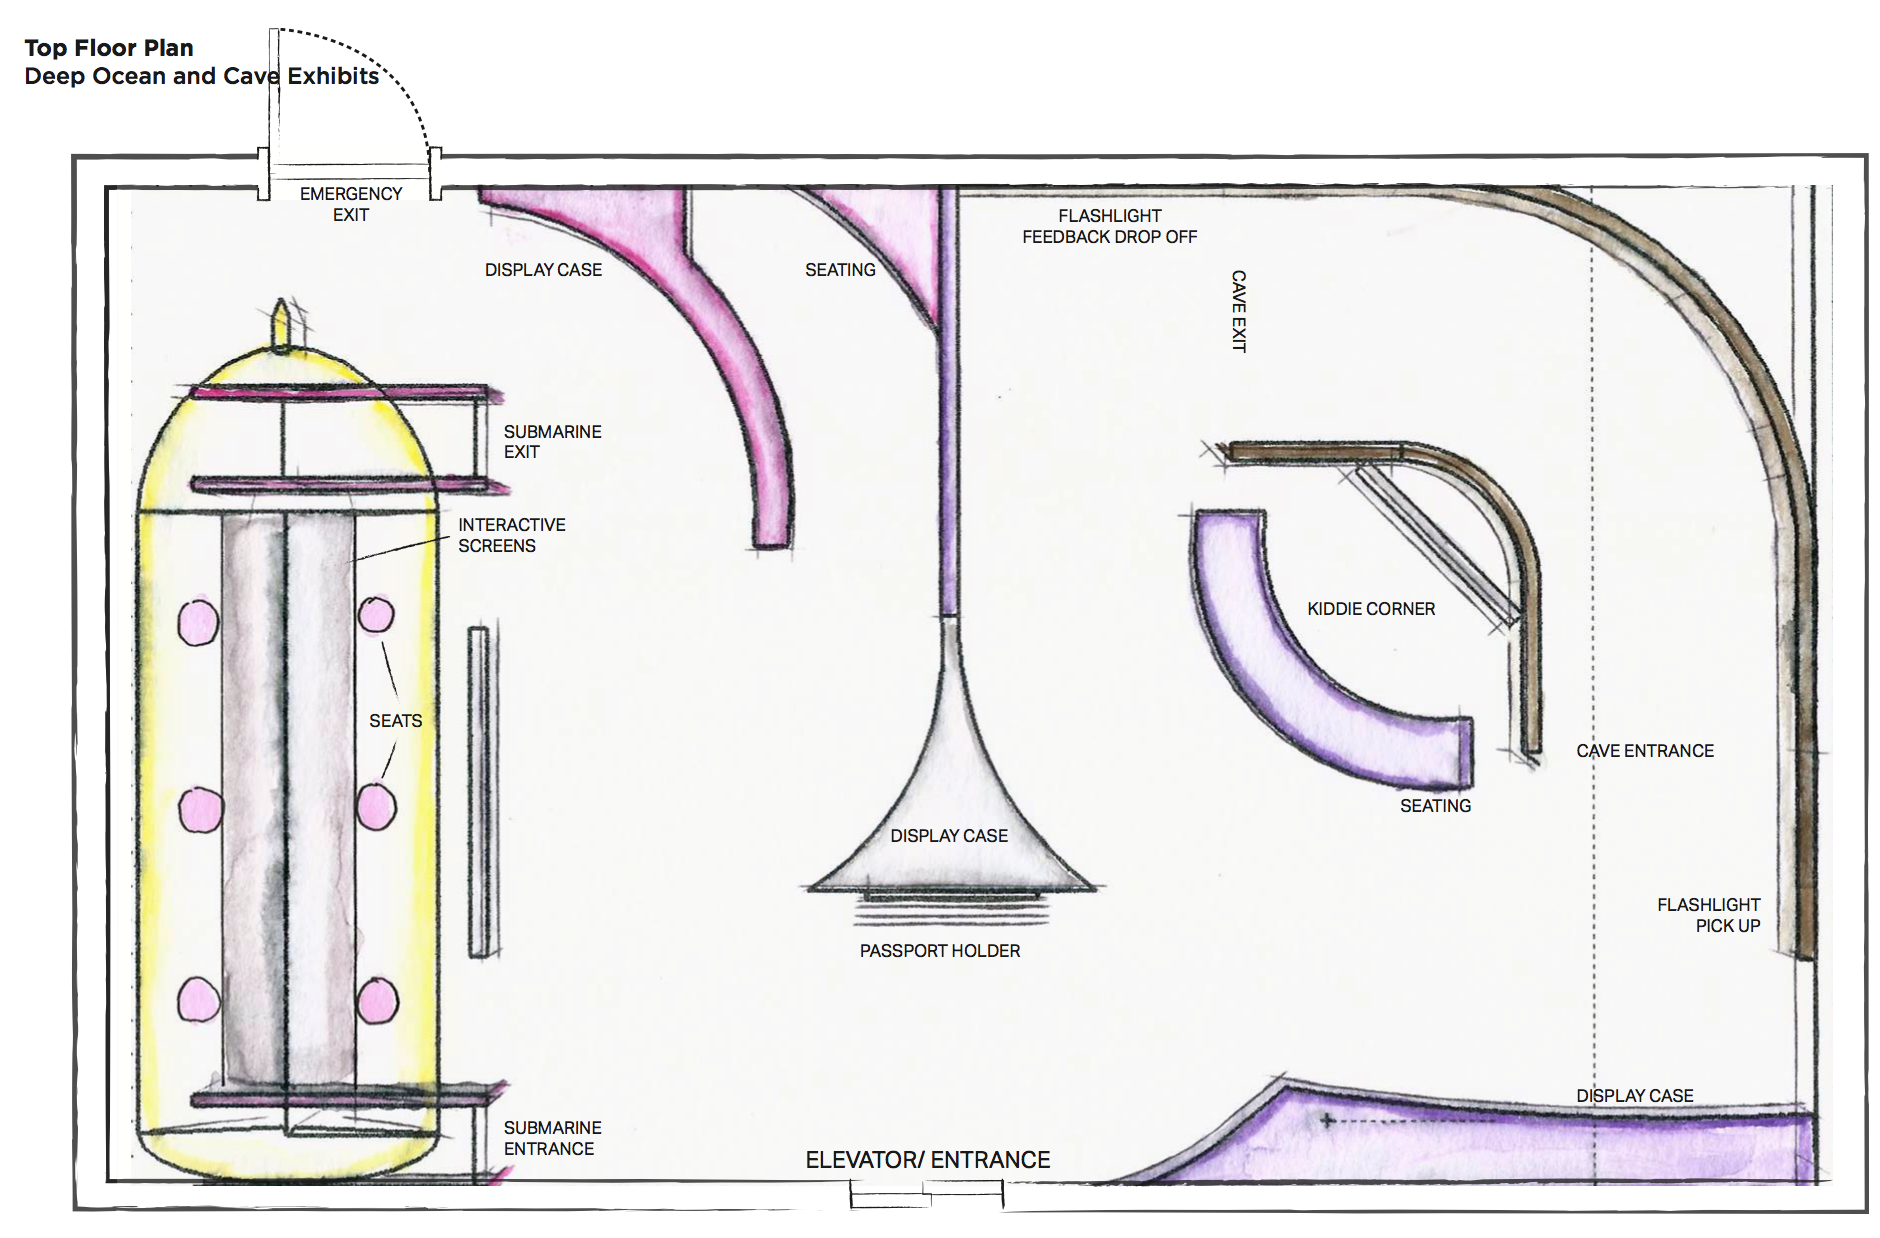 Top Floor Plan
Deep Ocean and Cave Exhibits
EMERGENCY
EXIT
DISPLAY CASE
SEATING
FLASHLIGHT
FEEDBACK DROP OFF
CAVE EXIT
SUBMARINE
EXIT
INTERACTIVE
SCREENS
KIDDIE CORNER
SEATS
CAVE ENTRANCE
SEATING
DISPLAY CASE
FLASHLIGHT
PICK UP
PASSPORT HOLDER
DISPLAY CASE
SUBMARINE
ENTRANCE
ELEVATOR/ ENTRANCE